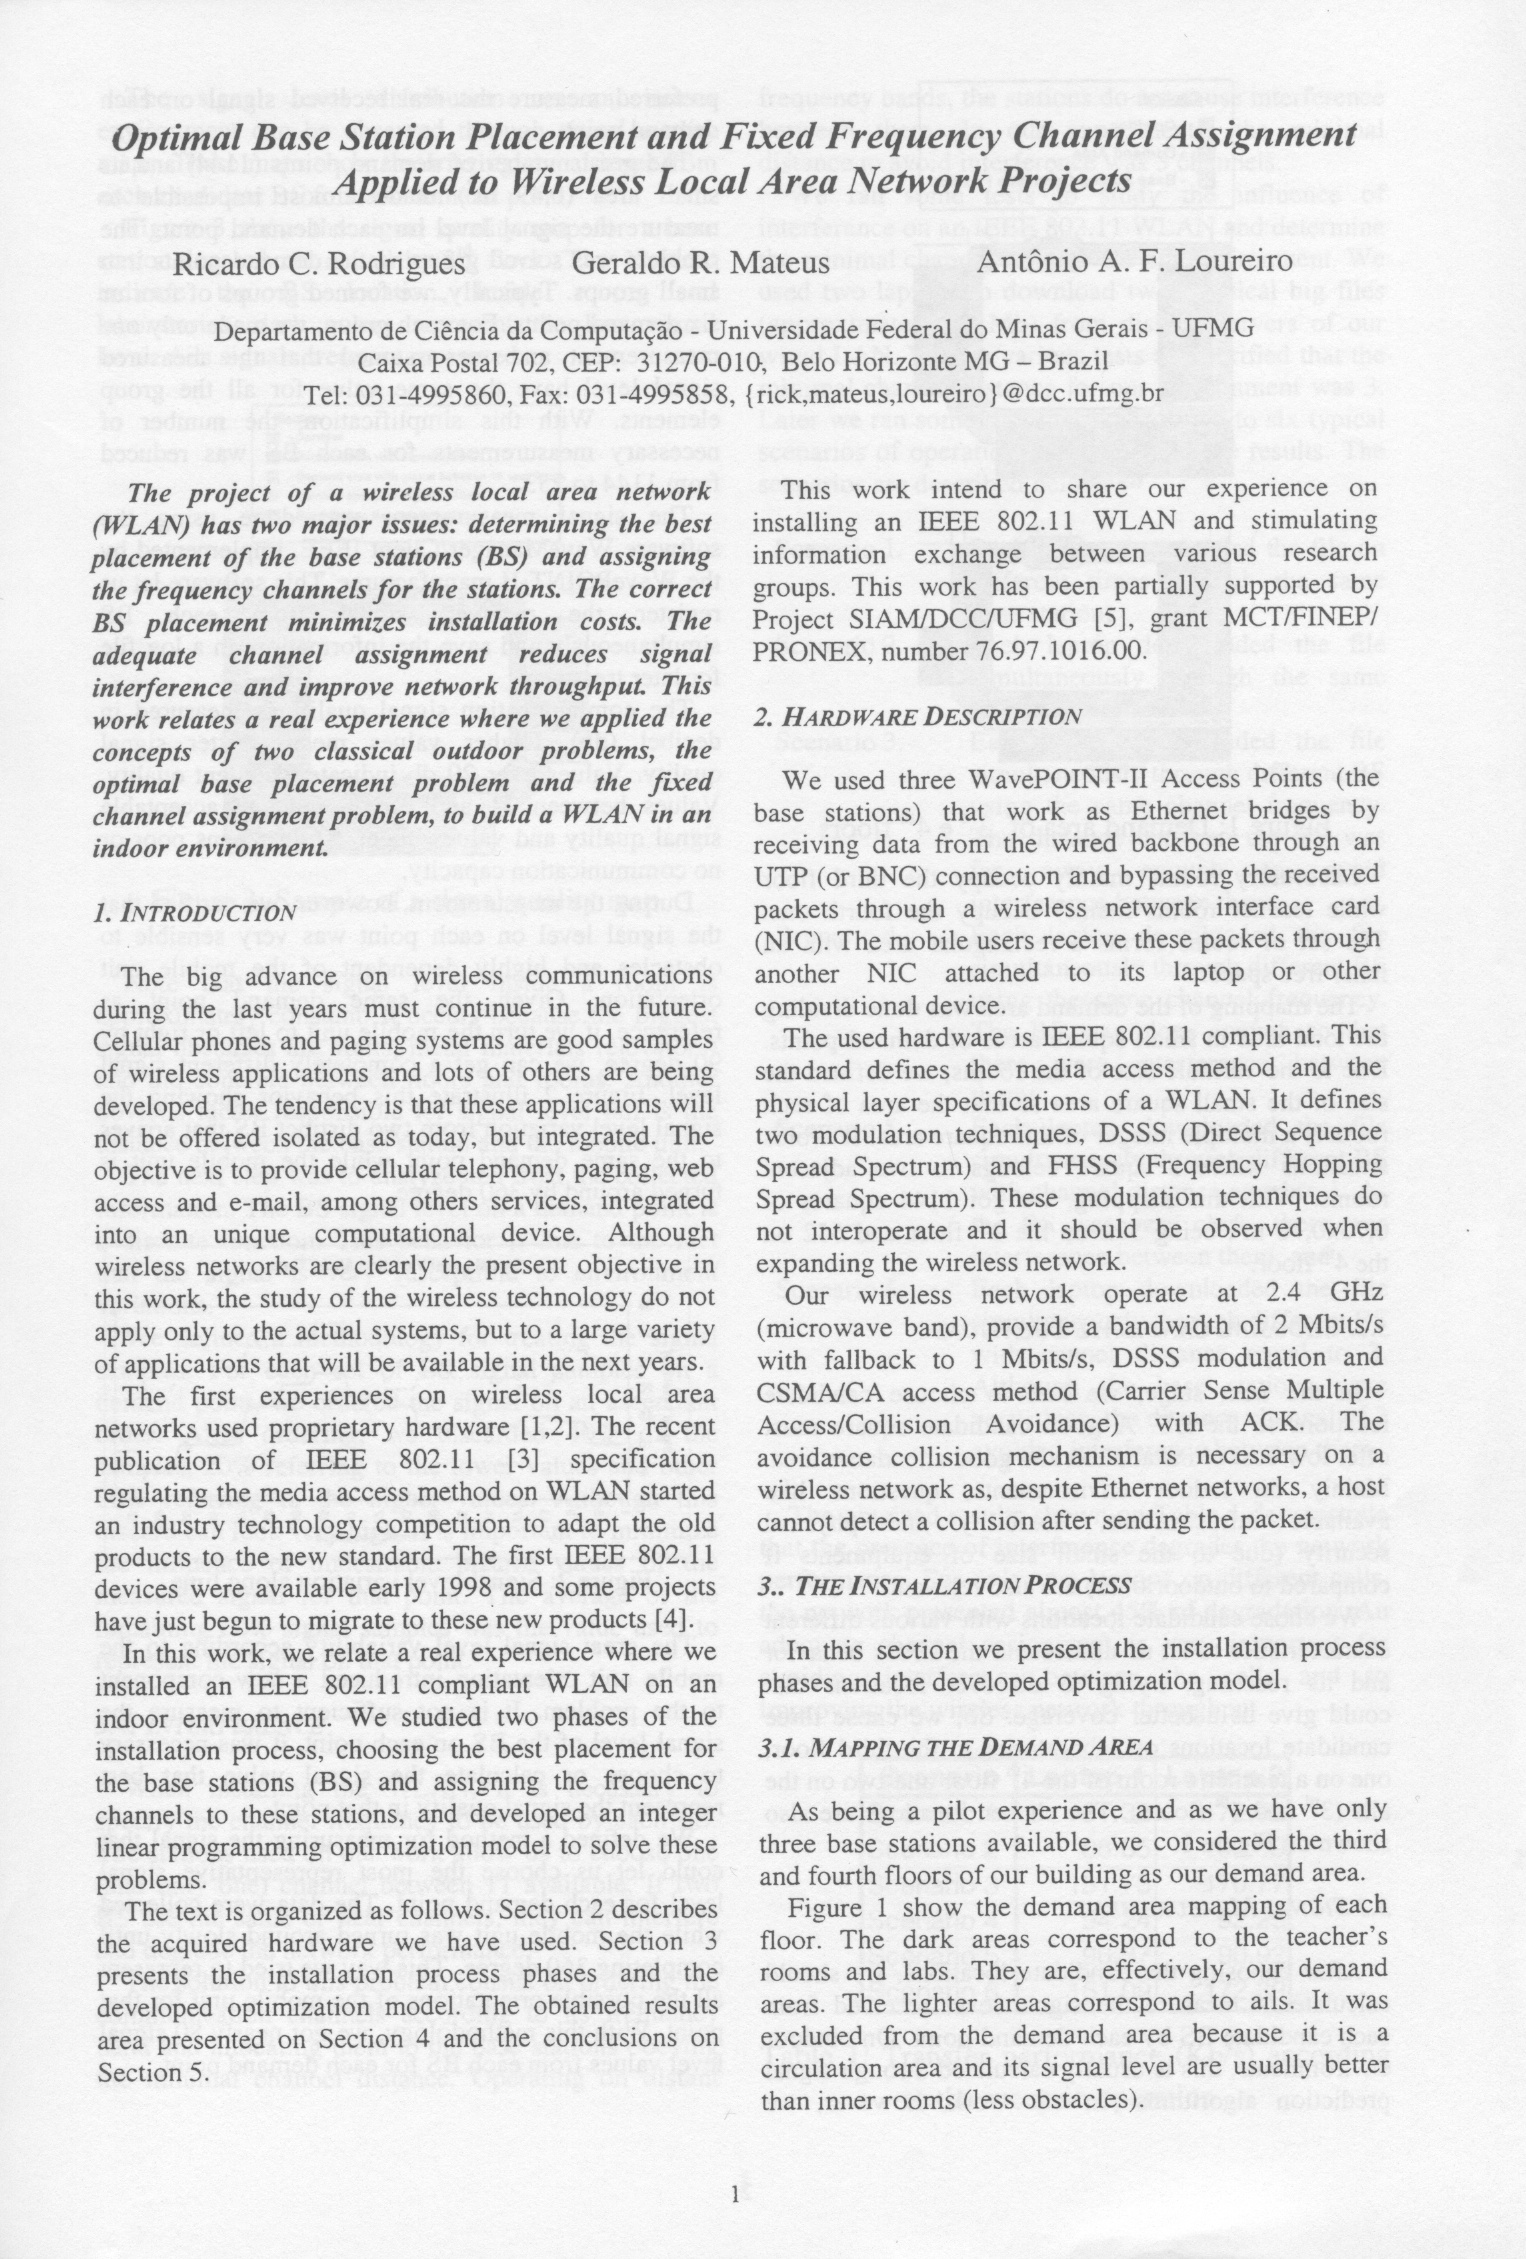 Optimal Base Station Placement and Fixed Frequency Channel Assignment
Applied to Wireless Local Area Network Projects
Ricardo C. Rodrigues Geraldo R. Mateus Antônio A. F. Loureiro
Departamento de Ciência da Computação - Universidade Federal do Minas Gerais - UFMG
Caixa Postal 702, CEP: 31270-010, Belo Horizonte MG – Brazil
Tel: 031-4995860, Fax: 031-4995858, {rick,mateus,loureiro}@dcc.ufmg.br
The project of a wireless local area network
(WLAN) has two major issues: determining the best
placement of the base stations (BS) and assigning
the frequency channels for the stations. The correct
BS placement minimizes installation costs. The
adequate channel assignment reduces signal
interference and improve network throughput. This
work relates a real experience where we applied the
concepts of two classical outdoor problems, the
optimal base placement problem and the fixed
channel assignment problem, to build a WLAN in an
indoor environment.
1. INTRODUCTION
The big advance on wireless communications
during the last years must continue in the future.
Cellular phones and paging systems are good samples
of wireless applications and lots of others are being
developed. The tendency is that these applications will
not be offered isolated as today, but integrated. The
objective is to provide cellular telephony, paging, web
access and e-mail, among others services, integrated
into an unique computational device. Although
wireless networks are clearly the present objective in
this work, the study of the wireless technology do not
apply only to the actual systems, but to a large variety
of applications that will be available in the next years.
The first experiences on wireless local area
networks used proprietary hardware [1,2]. The recent
publication of IEEE 802.11 [3] specification
regulating the media access method on WLAN started
an industry technology competition to adapt the old
products to the new standard. The first IEEE 802.11
devices were available early 1998 and some projects
have just begun to migrate to these new products [4].
In this work, we relate a real experience where we
installed an IEEE 802.11 compliant WLAN on an
indoor environment. We studied two phases of the
installation process, choosing the best placement for
the base stations (BS) and assigning the frequency
channels to these stations, and developed an integer
linear programming optimization model to solve these
problems.
The text is organized as follows. Section 2 describes
the acquired hardware we have used. Section 3
presents the installation process phases and the
developed optimization model. The obtained results
area presented on Section 4 and the conclusions on
Section 5.
This work intend to share our experience on
installing an IEEE 802.11 WLAN and stimulating
information exchange between various research
groups. This work has been partially supported by
Project SIAM/DCC/UFMG [5], grant MCT/FINEP/
PRONEX, number 76.97.1016.00.
2. HARDWARE DESCRIPTION
We used three WavePOINT-II Access Points (the
base stations) that work as Ethernet bridges by
receiving data from the wired backbone through an
UTP (or BNC) connection and bypassing the received
packets through a wireless network interface card
(NIC). The mobile users receive these packets through
another NIC attached to its laptop or other
computational device.
The used hardware is IEEE 802.11 compliant. This
standard defines the media access method and the
physical layer specifications of a WLAN. It defines
two modulation techniques, DSSS (Direct Sequence
Spread Spectrum) and FHSS (Frequency Hopping
Spread Spectrum). These modulation techniques do
not interoperate and it should be observed when
expanding the wireless network.
Our wireless network operate at 2.4 GHz
(microwave band), provide a bandwidth of 2 Mbits/s
with fallback to 1 Mbits/s, DSSS modulation and
CSMA/CA access method (Carrier Sense Multiple
Access/Collision Avoidance) with ACK. The
avoidance collision mechanism is necessary on a
wireless network as, despite Ethernet networks, a host
cannot detect a collision after sending the packet.
3.. THE INSTALLATION PROCESS
In this section we present the installation process
phases and the developed optimization model.
3.1. MAPPING THE DEMAND AREA
As being a pilot experience and as we have only
three base stations available, we considered the third
and fourth floors of our building as our demand area.
Figure 1 show the demand area mapping of each
floor. The dark areas correspond to the teacher's
rooms and labs. They are, effectively, our demand
areas. The lighter areas correspond to ails. It was
excluded from the demand area because it is a
circulation area and its signal level are usually better
than inner rooms (less obstacles).
1